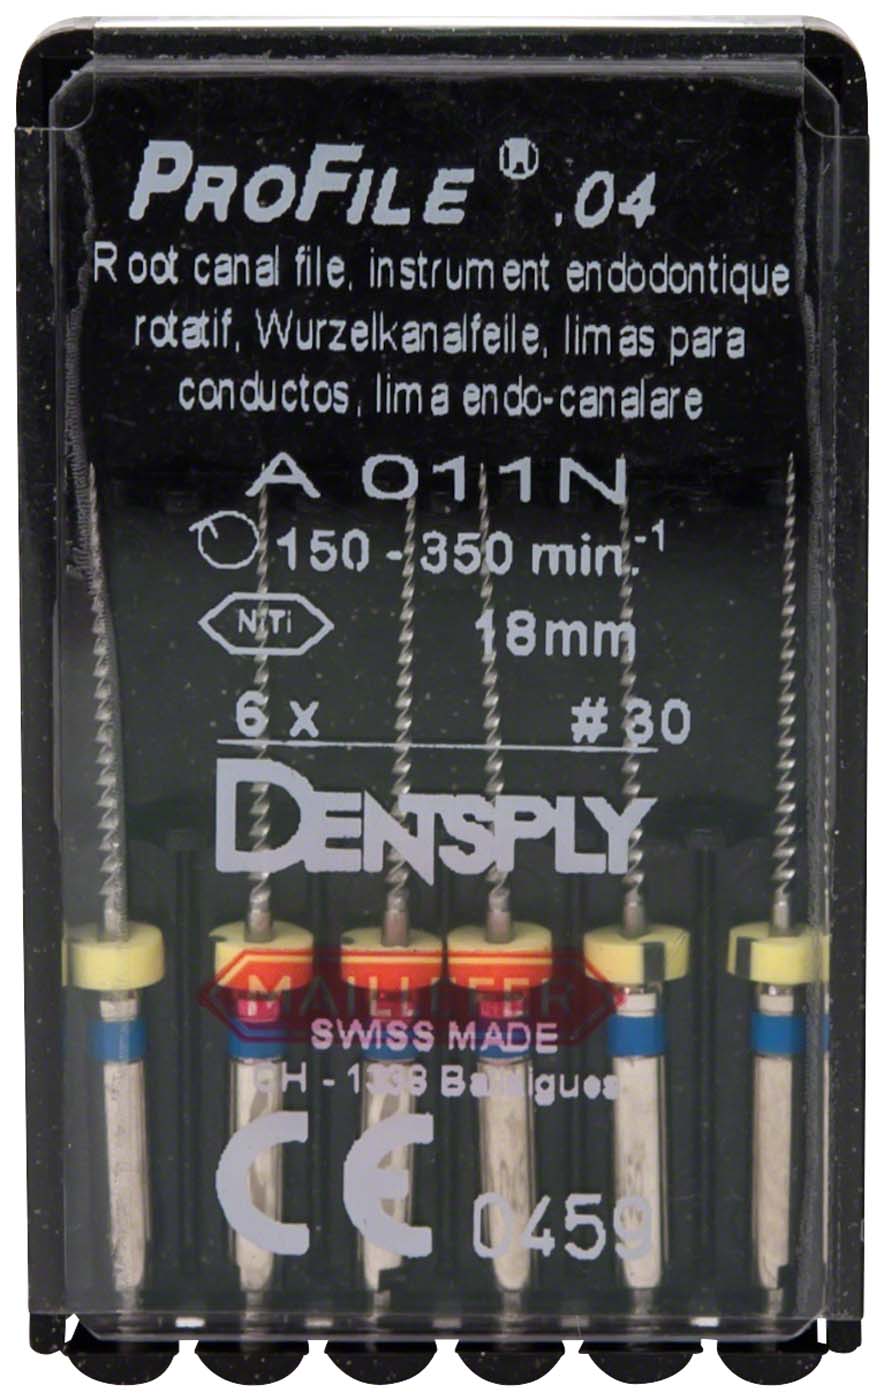 PROFILE® .04
Root canal file, instrument endodontique
rotatif, Wurzelkanalfeile, limas para
conductos, lima endo-canalare
A 011N
150 - 350 min.-1
NiTi 18mm
6 x # 30
DENTSPLY
MAILLEFER
SWISS MADE
CH - 1338 Ballaigues
CE 0459